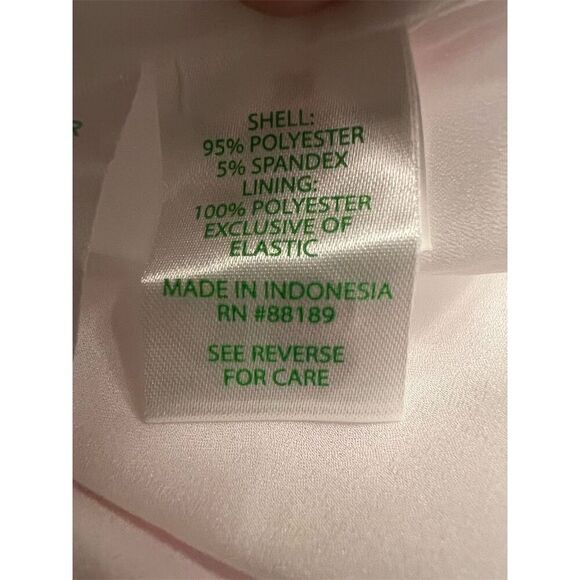 SHELL:
95% POLYESTER
5% SPANDEX
LINING:
100% POLYESTER
EXCLUSIVE OF
ELASTIC
MADE IN INDONESIA
RN #88189
SEE REVERSE
FOR CARE